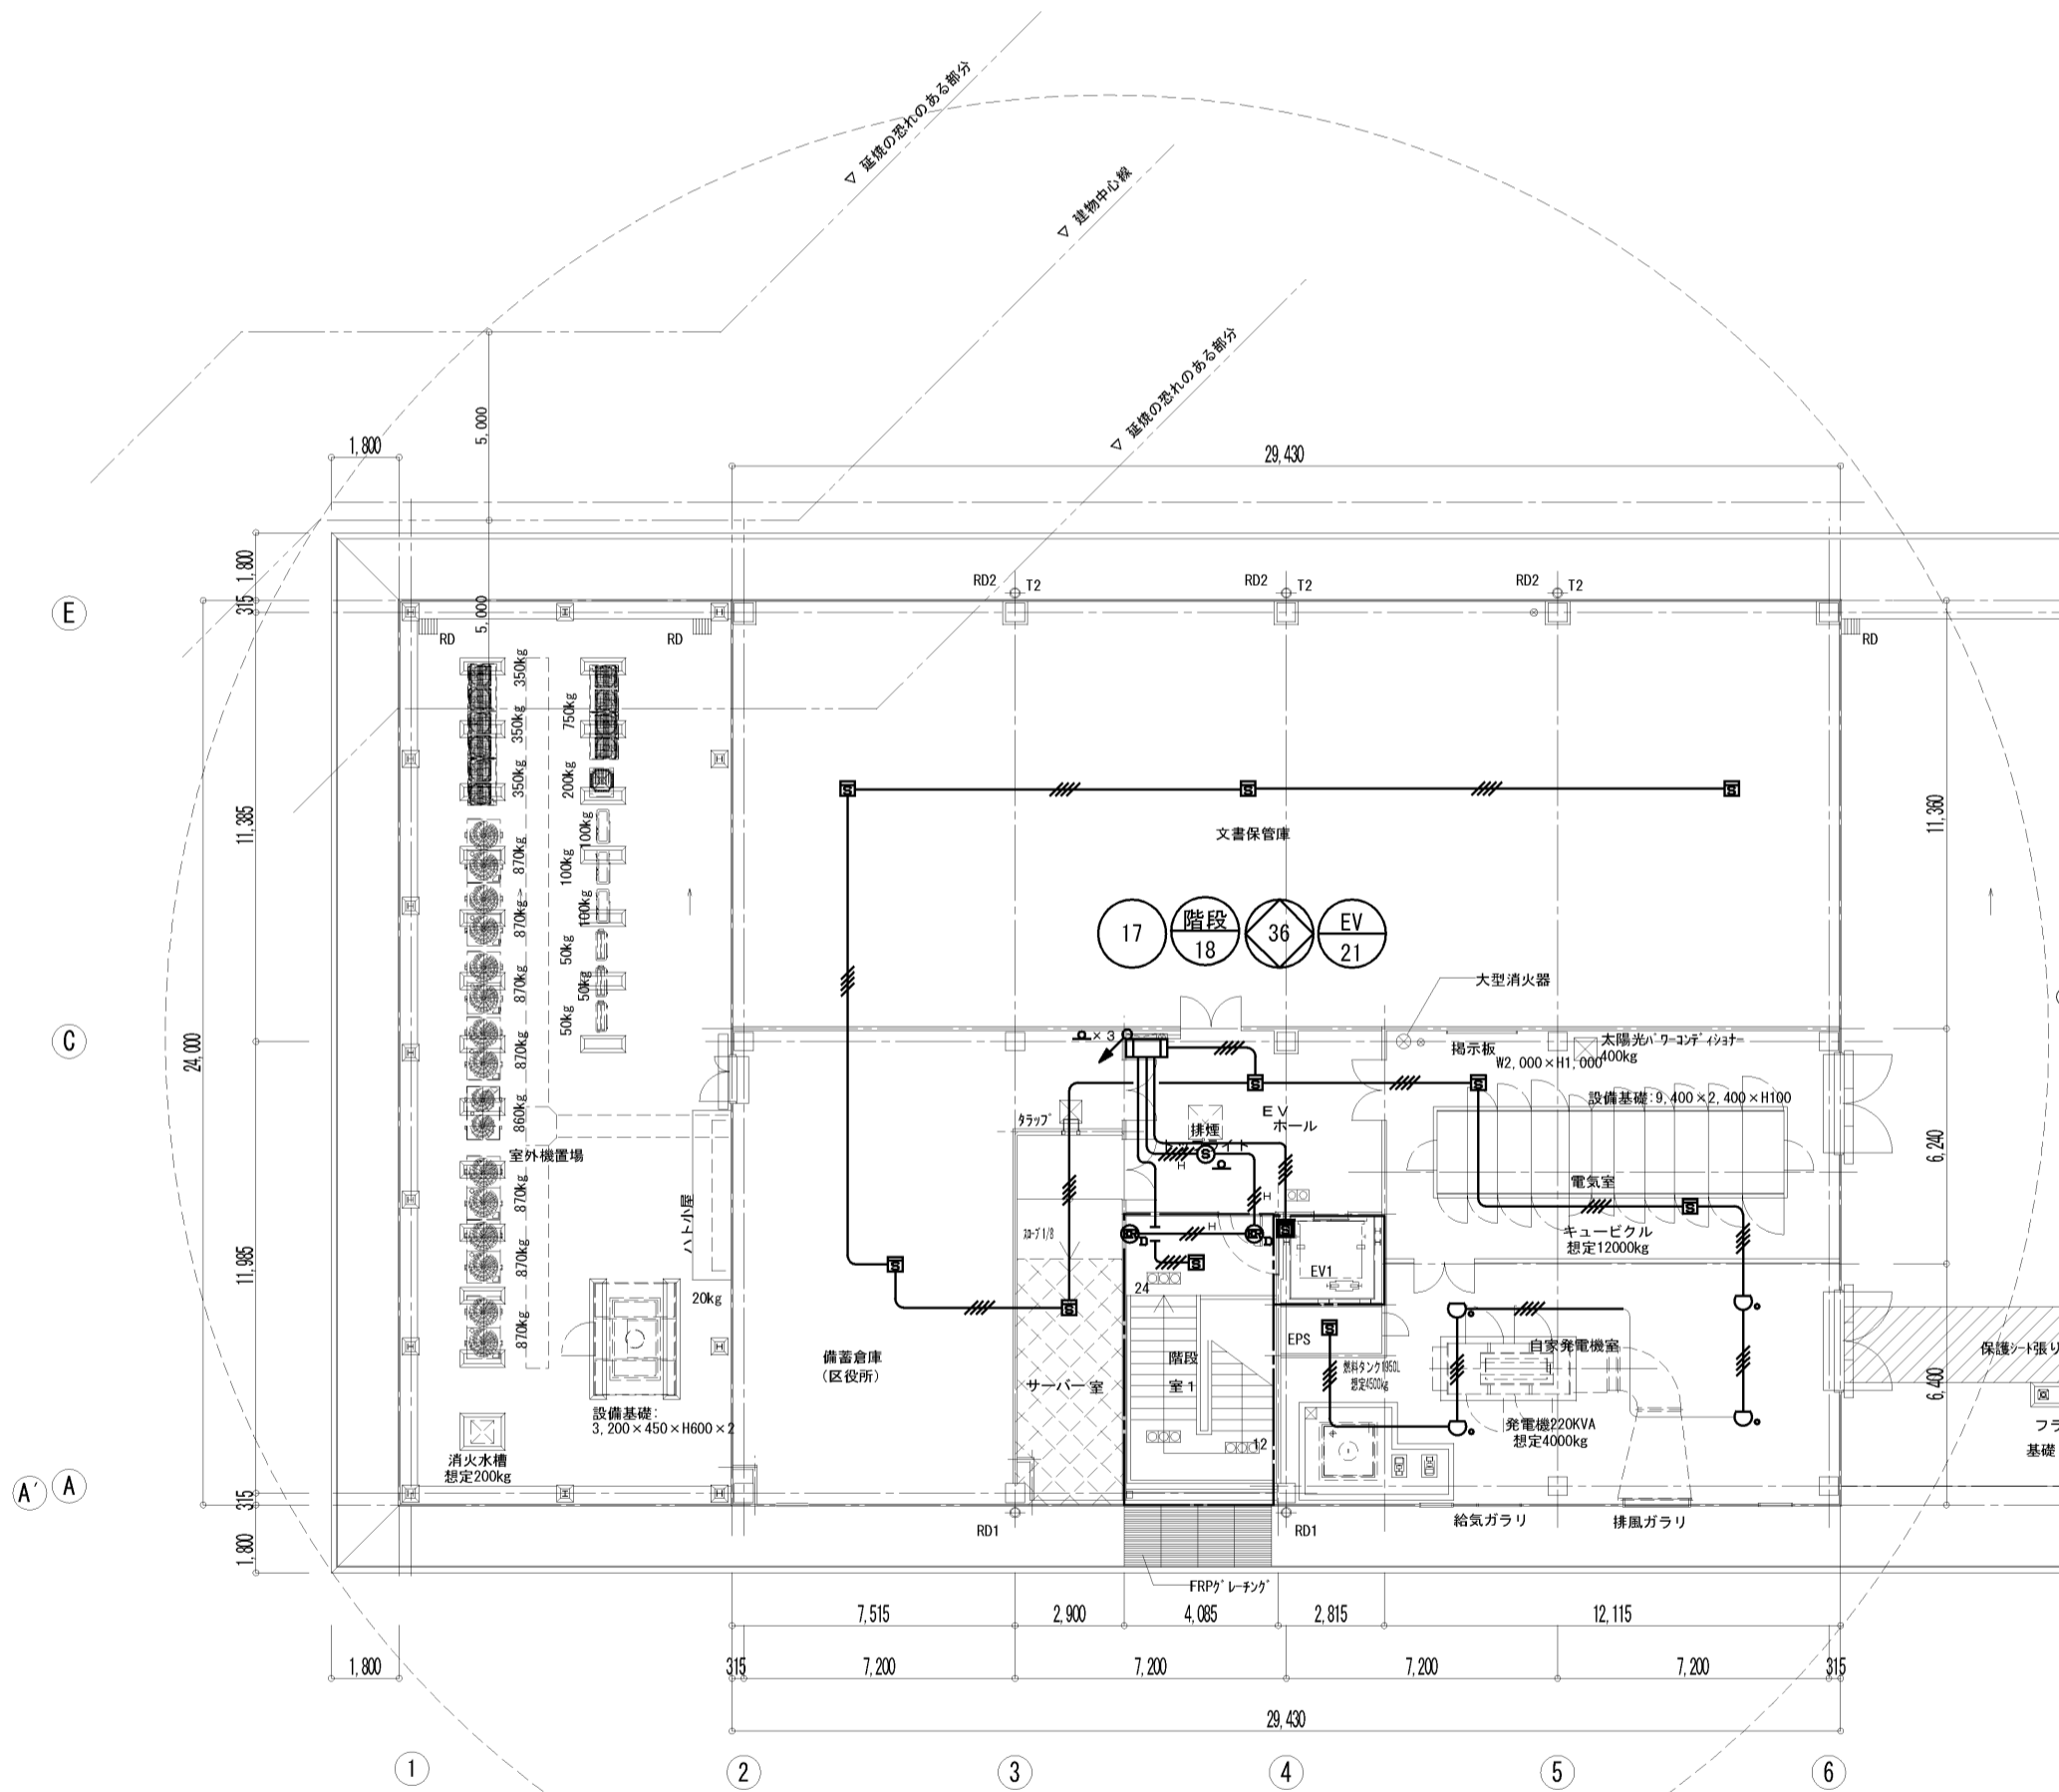 ▽ 延焼の恐れのある部分
▽ 建物中心線
▽ 延焼の恐れのある部分
5,000
1,800
29,430
1,800
315
5,000
E
RD2
T2
RD2
T2
RD2
T2
RD
RD
RD
350kg
350kg
350kg
750kg
200kg
11,385
11,360
文書保管庫
100kg
100kg
100kg
870kg
870kg
870kg
870kg
50kg
50kg
50kg
17
階段
18
36
EV
21
大型消火器
C
24,000
×3
掲示板
W2,000×H1,000
太陽光パワーコンディショナー
400kg
設備基礎:9,400×2,400×H100
860kg
タラップ
EV
ホール
排煙
室外機置場
6,240
電気室
キュービクル
想定12000kg
H
H
H
870kg
870kg
870kg
ハト小屋
スロープ1/8
11,985
24
EV1
20kg
EPS
備蓄倉庫
(区役所)
サーバー室
階段
室1
12
燃料タンク1950L
想定4500kg
自家発電機室
発電機220KVA
想定4000kg
6,400
保護シート張り
フラ
基礎
設備基礎:
3,200×450×H600×2
消火水槽
想定200kg
A'
A
315
1,800
RD1
RD1
給気ガラリ
排風ガラリ
FRPグレーチング
7,515
2,900
4,085
2,815
12,115
1,800
315
7,200
7,200
7,200
7,200
315
29,430
1
2
3
4
5
6